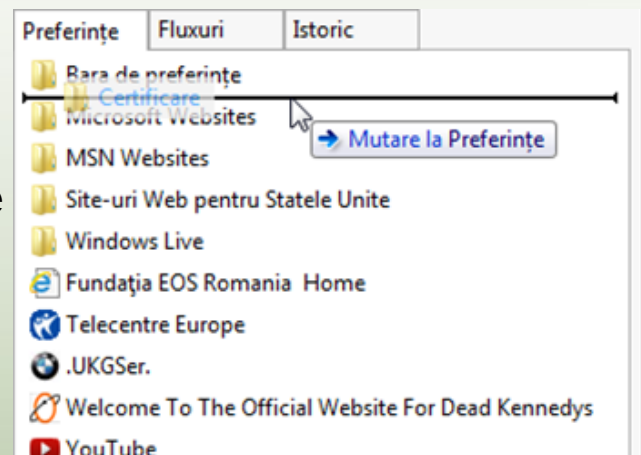 Preferințe Fluxuri Istoric
Bara de preferințe
Certificare
Microsoft Websites
Mutare la Preferințe
MSN Websites
e
Site-uri Web pentru Statele Unite
Windows Live
Fundaţia EOS Romania Home
Telecentre Europe
.UKGSer.
Welcome To The Official Website For Dead Kennedys
YouTube